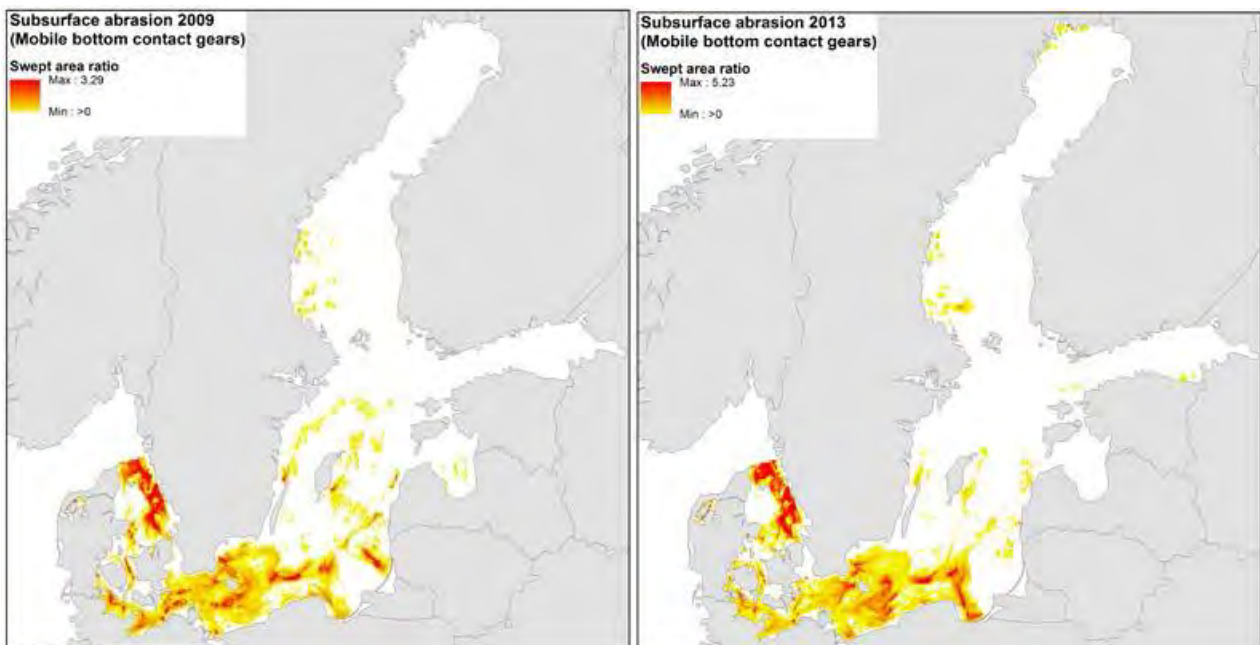 Subsurface abrasion 2009
(Mobile bottom contact gears)
Swept area ratio
Max : 3.29
Min : >0
Subsurface abrasion 2013
(Mobile bottom contact gears)
Swept area ratio
Max : 5.23
Min : >0